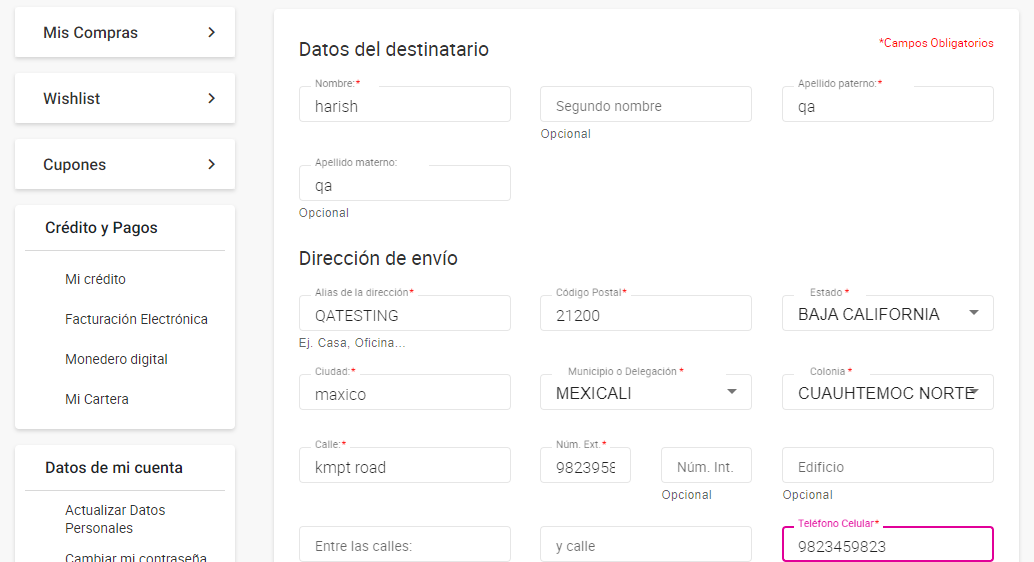 Mis Compras
Wishlist
Cupones
Crédito y Pagos
Mi crédito
Facturación Electrónica
Monedero digital
Mi Cartera
Datos de mi cuenta
Actualizar Datos
Personales
Cambiar mi contraseña
Datos del destinatario
*Campos Obligatorios
Nombre:*
harish
Segundo nombre
Opcional
Apellido paterno:*
qa
Apellido materno:
qa
Opcional
Dirección de envío
Alias de la dirección*
QATESTING
Ej. Casa, Oficina...
Código Postal*
21200
Estado *
BAJA CALIFORNIA
Ciudad:*
maxico
Municipio o Delegación *
MEXICALI
Colonia *
CUAUHTEMOC NORTE
Calle:*
kmpt road
Núm. Ext.*
9823958
Núm. Int.
Opcional
Edificio
Opcional
Entre las calles:
y calle
Teléfono Celular*
9823459823